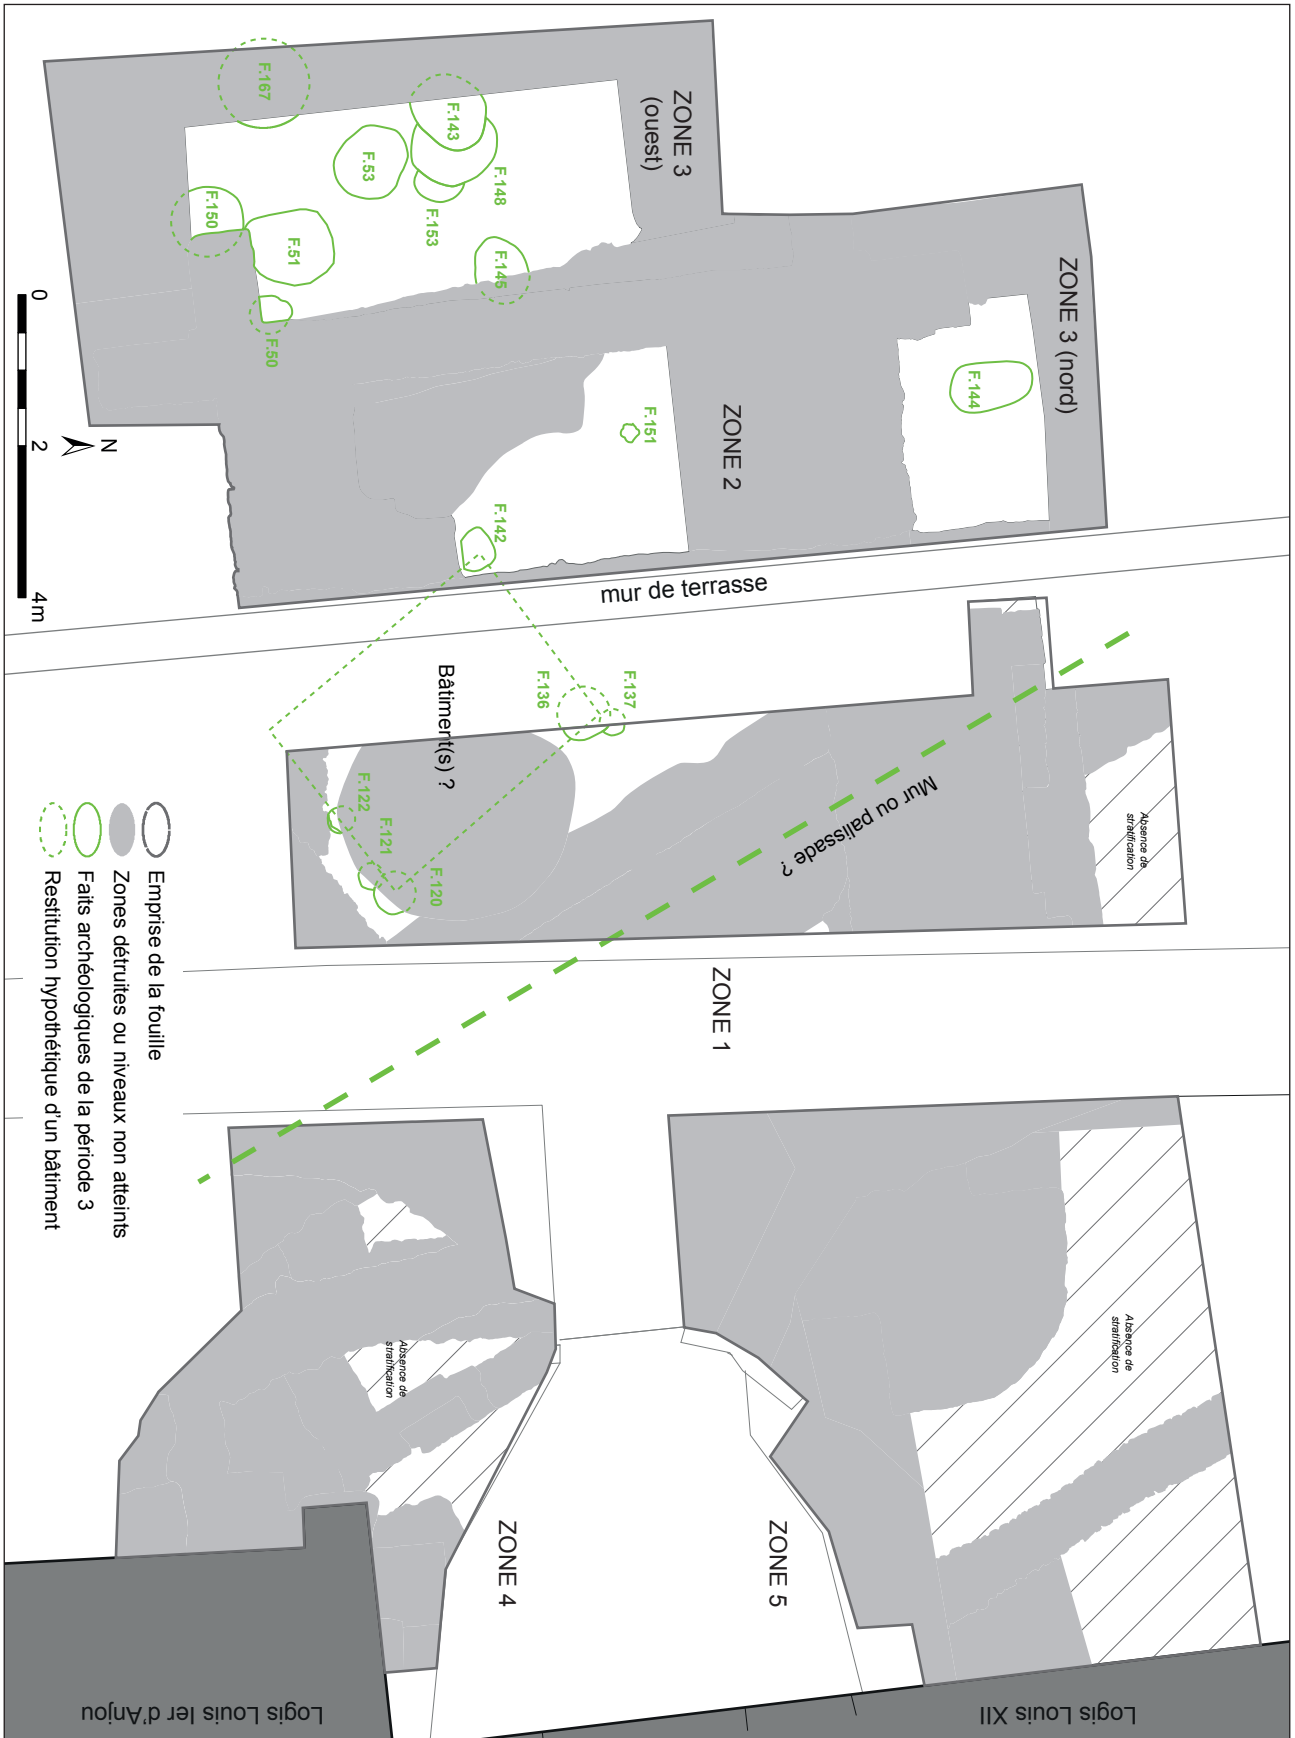 ZONE 3
(ouest)
ZONE 3 (nord)
F.167
F.143
F.53
F.148
F.153
F.150
F.51
F.145
F.50
F.144
ZONE 2
F.151
F.142
0
2
4m
N
mur de terrasse
F.137
F.136
Bâtiment(s) ?
F.122
F.121
F.120
Mur ou palissade ?
Absence de
stratification
ZONE 1
Emprise de la fouille
Zones détruites ou niveaux non atteints
Faits archéologiques de la période 3
Restitution hypothétique d'un bâtiment
Absence de
stratification
Absence de
stratification
ZONE 4
ZONE 5
Logis Louis Ier d'Anjou
Logis Louis XII